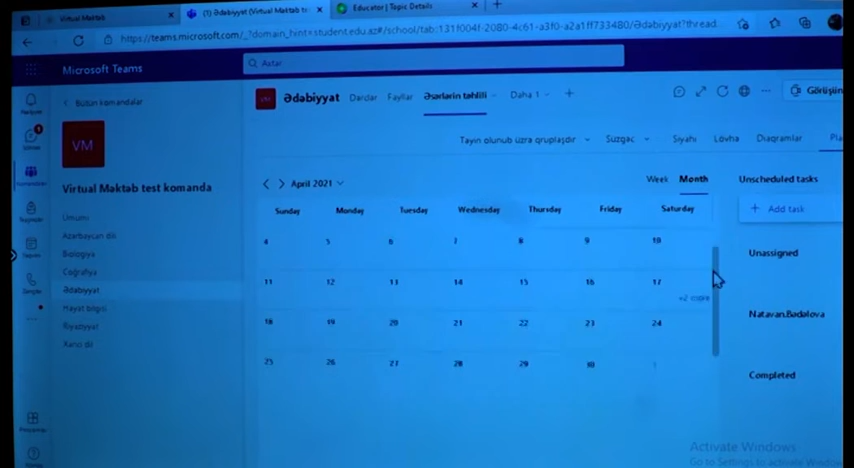 Virtual Məktəb
(1) Ədəbiyyat (Virtual Məktəb to
Educator | Topic Details
https://teams.microsoft.com/_?domain_hint=student.edu.az#/school/tab:131f004f-2080-4c61-a3f0-a2a1ff733480/Ədəbiyyat?thread
Microsoft Teams
Axtar
Bütün komandalar
VM
Virtual Məktəb test komanda
Ümumi
Azərbaycan dili
Biologiya
Coğrafiya
Ədəbiyyat
Həyat bilgisi
Riyaziyyat
Xarici dil
Ədəbiyyat Dərslər Fayllar Əsərlərin təhlili Daha 1
Görüşün
Təyin olunub üzrə qruplaşdır Süzgəc Siyahı Lövhə Diaqramlar Pla
April 2021
Week Month
Sunday Monday Tuesday Wednesday Thursday Friday Saturday
4 5 6 7 8 9 10
11 12 13 14 15 16 17
+2 more
18 19 20 21 22 23 24
25 26 27 28 29 30 1
Unscheduled tasks
Add task
Unassigned
Natavan.Bədəlova
Completed
Activate Windows
Go to Settings to activate Window